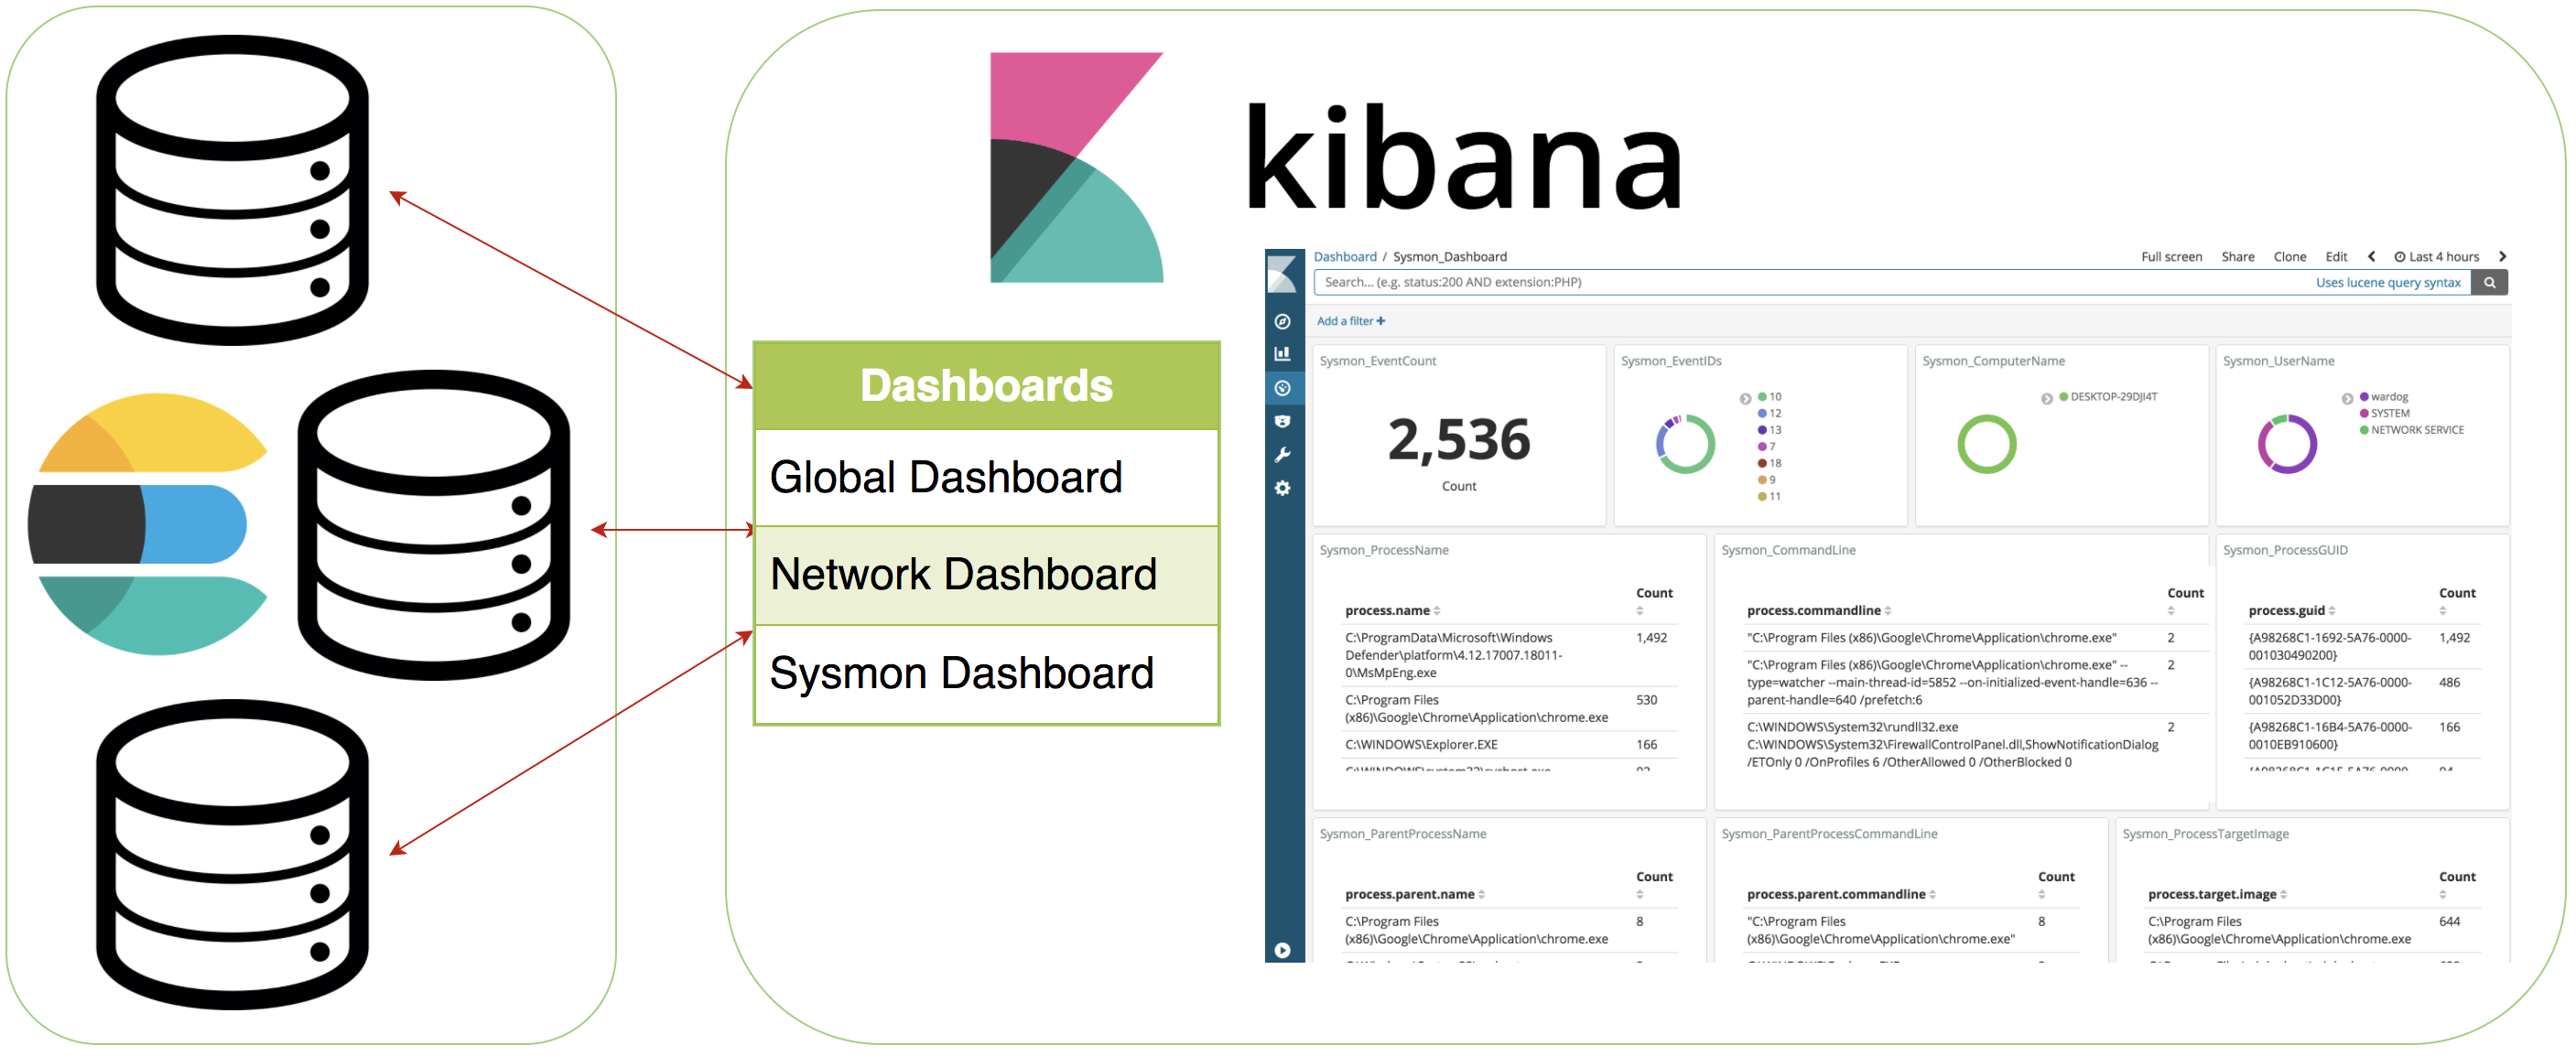 kibana
Dashboards
Global Dashboard
Network Dashboard
Sysmon Dashboard
Dashboard / Sysmon_Dashboard
Full screen Share Clone Edit Last 4 hours
Search... (e.g. status:200 AND extension:PHP)
Uses lucene query syntax
Add a filter
Sysmon_EventCount
2,536
Count
Sysmon_EventIDs
10
12
13
7
18
9
11
Sysmon_ComputerName
DESKTOP-29DJI4T
Sysmon_UserName
wardog
SYSTEM
NETWORK SERVICE
Sysmon_ProcessName
process.name Count
C:\ProgramData\Microsoft\Windows 1,492
Defender\platform\4.12.17007.18011-
0\MsMpEng.exe
C:\Program Files 530
(x86)\Google\Chrome\Application\chrome.exe
C:\WINDOWS\Explorer.EXE 166
Sysmon_CommandLine
process.commandline Count
"C:\Program Files (x86)\Google\Chrome\Application\chrome.exe" 2
"C:\Program Files (x86)\Google\Chrome\Application\chrome.exe" -- 2
type=watcher --main-thread-id=5852 --on-initialized-event-handle=636 --
parent-handle=640 /prefetch:6
C:\WINDOWS\System32\rundll32.exe 2
C:\WINDOWS\System32\FirewallControlPanel.dll,ShowNotificationDialog
/ETOnly 0 /OnProfiles 6 /OtherAllowed 0 /OtherBlocked 0
Sysmon_ProcessGUID
process.guid Count
{A98268C1-1692-5A76-0000- 1,492
001030490200}
{A98268C1-1C12-5A76-0000- 486
001052D33D00}
{A98268C1-16B4-5A76-0000- 166
0010EB910600}
Sysmon_ParentProcessName
process.parent.name Count
C:\Program Files 8
(x86)\Google\Chrome\Application\chrome.exe
Sysmon_ParentProcessCommandLine
process.parent.commandline Count
"C:\Program Files 8
(x86)\Google\Chrome\Application\chrome.exe"
Sysmon_ProcessTargetImage
process.target.image Count
C:\Program Files 644
(x86)\Google\Chrome\Application\chrome.exe